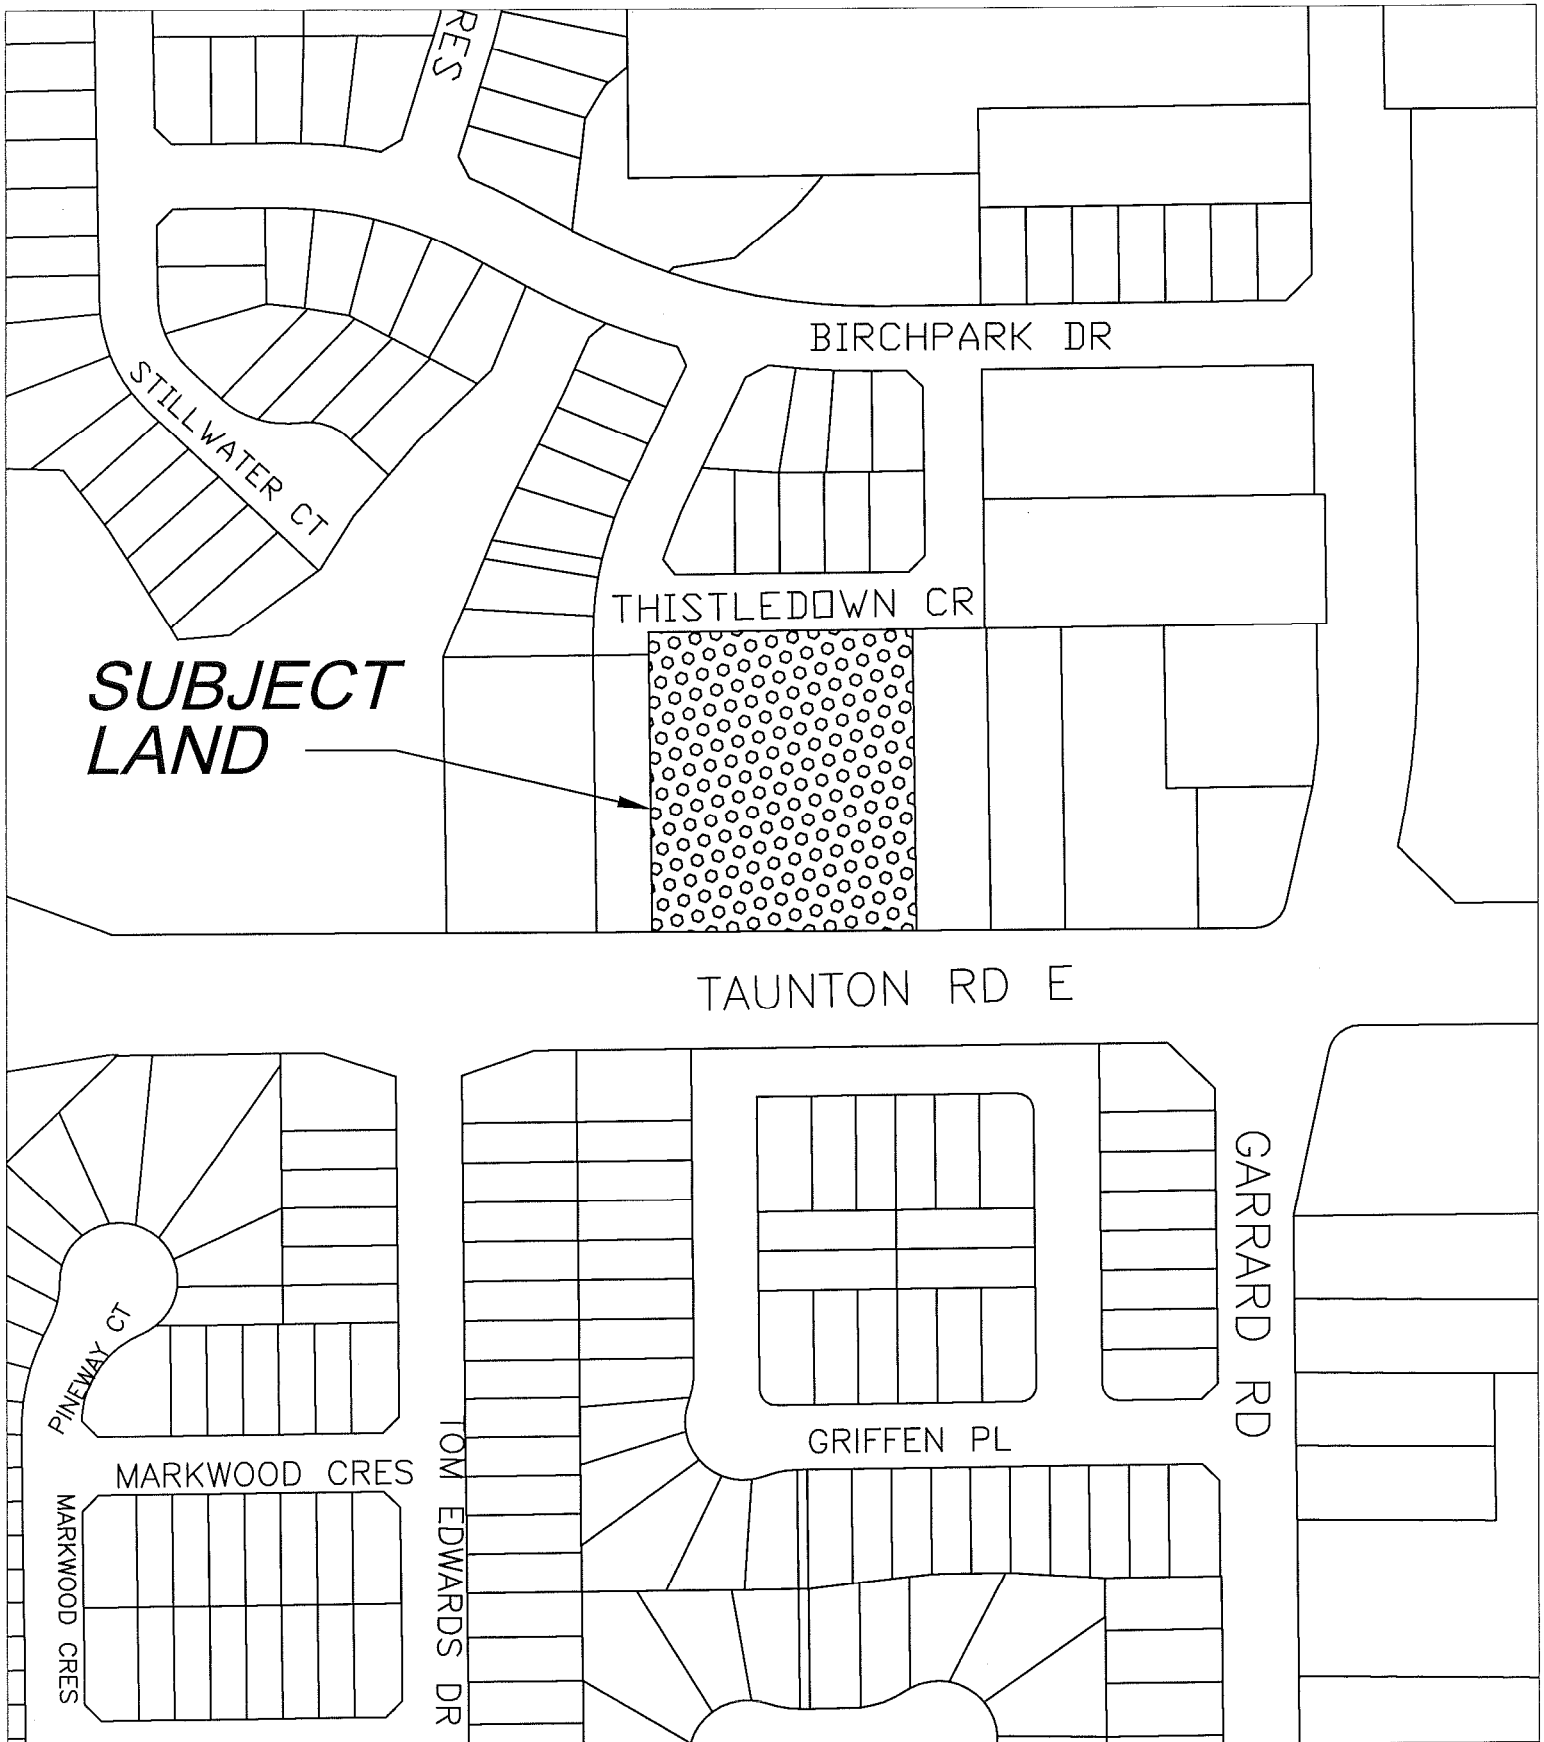 RES
BIRCHPARK DR
STILLWATER CT
THISTLEDOWN CR
SUBJECT
LAND
TAUNTON RD E
GARRARD RD
PINEWAY CT
GRIFFEN PL
MARKWOOD CRES
TOM EDWARDS DR
MARKWOOD CRES